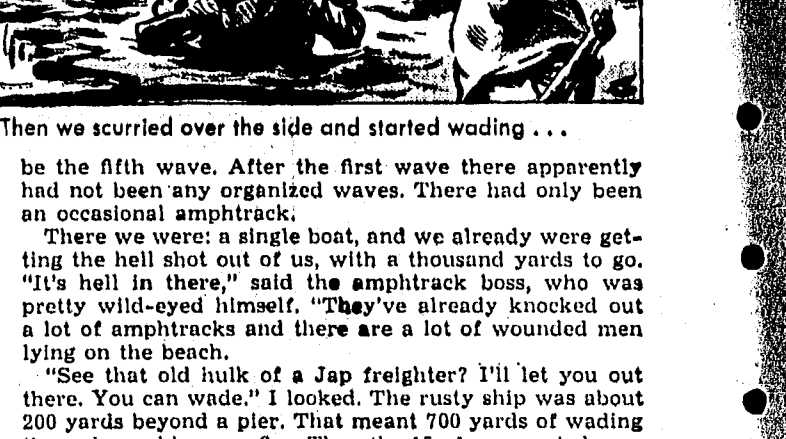 Then we scurried over the side and started wading . . .
be the fifth wave. After the first wave there apparently
had not been any organized waves. There had only been
an occasional amphtrack.
There we were: a single boat, and we already were get-
ting the hell shot out of us, with a thousand yards to go.
"It's hell in there," said the amphtrack boss, who was
pretty wild-eyed himself. "They've already knocked out
a lot of amphtracks and there are a lot of wounded men
lying on the beach.
"See that old hulk of a Jap freighter? I'll let you out
there. You can wade." I looked. The rusty ship was about
200 yards beyond a pier. That meant 700 yards of wading